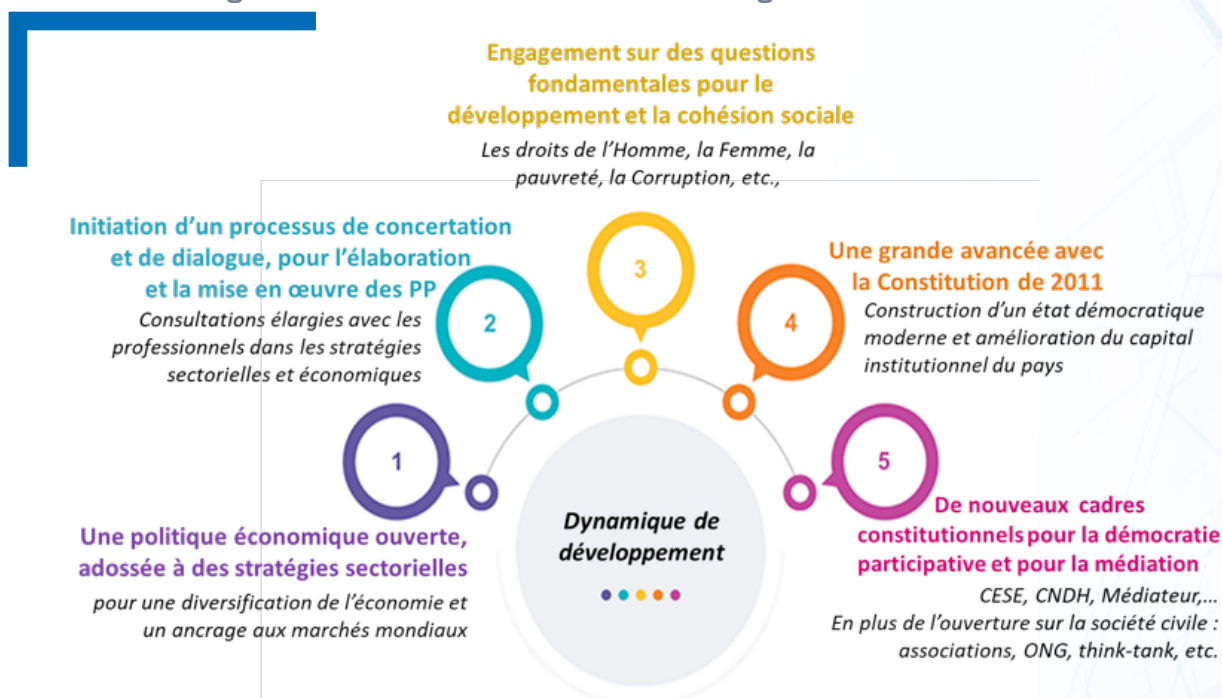 Engagement sur des questions
fondamentales pour le
développement et la cohésion sociale
Les droits de l'Homme, la Femme, la
pauvreté, la Corruption, etc.,
Initiation d'un processus de concertation
et de dialogue, pour l'élaboration
et la mise en œuvre des PP
Consultations élargies avec les
professionnels dans les stratégies
sectorielles et économiques
2
3
4
Une grande avancée avec
la Constitution de 2011
Construction d'un état démocratique
moderne et amélioration du capital
institutionnel du pays
1
Une politique économique ouverte,
adossée à des stratégies sectorielles
pour une diversification de l'économie et
un ancrage aux marchés mondiaux
Dynamique de
développement
5
De nouveaux cadres
constitutionnels pour la démocratie
participative et pour la médiation
CESE, CNDH, Médiateur,...
En plus de l'ouverture sur la société civile :
associations, ONG, think-tank, etc.